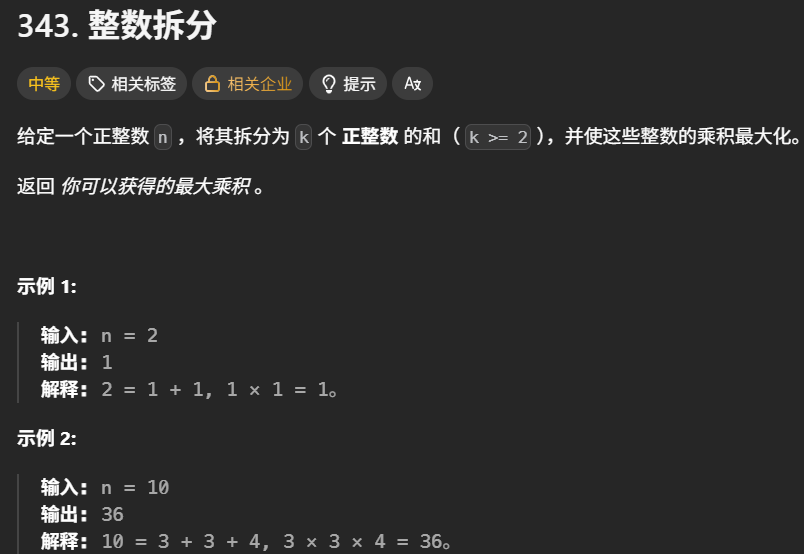 343. 整数拆分
中等 相关标签 相关企业 提示 A文
给定一个正整数 n ，将其拆分为 k 个 正整数 的和（ k >= 2 ），并使这些整数的乘积最大化。
返回 你可以获得的最大乘积 。
示例 1:
输入: n = 2
输出: 1
解释: 2 = 1 + 1, 1 × 1 = 1。
示例 2:
输入: n = 10
输出: 36
解释: 10 = 3 + 3 + 4, 3 × 3 × 4 = 36。